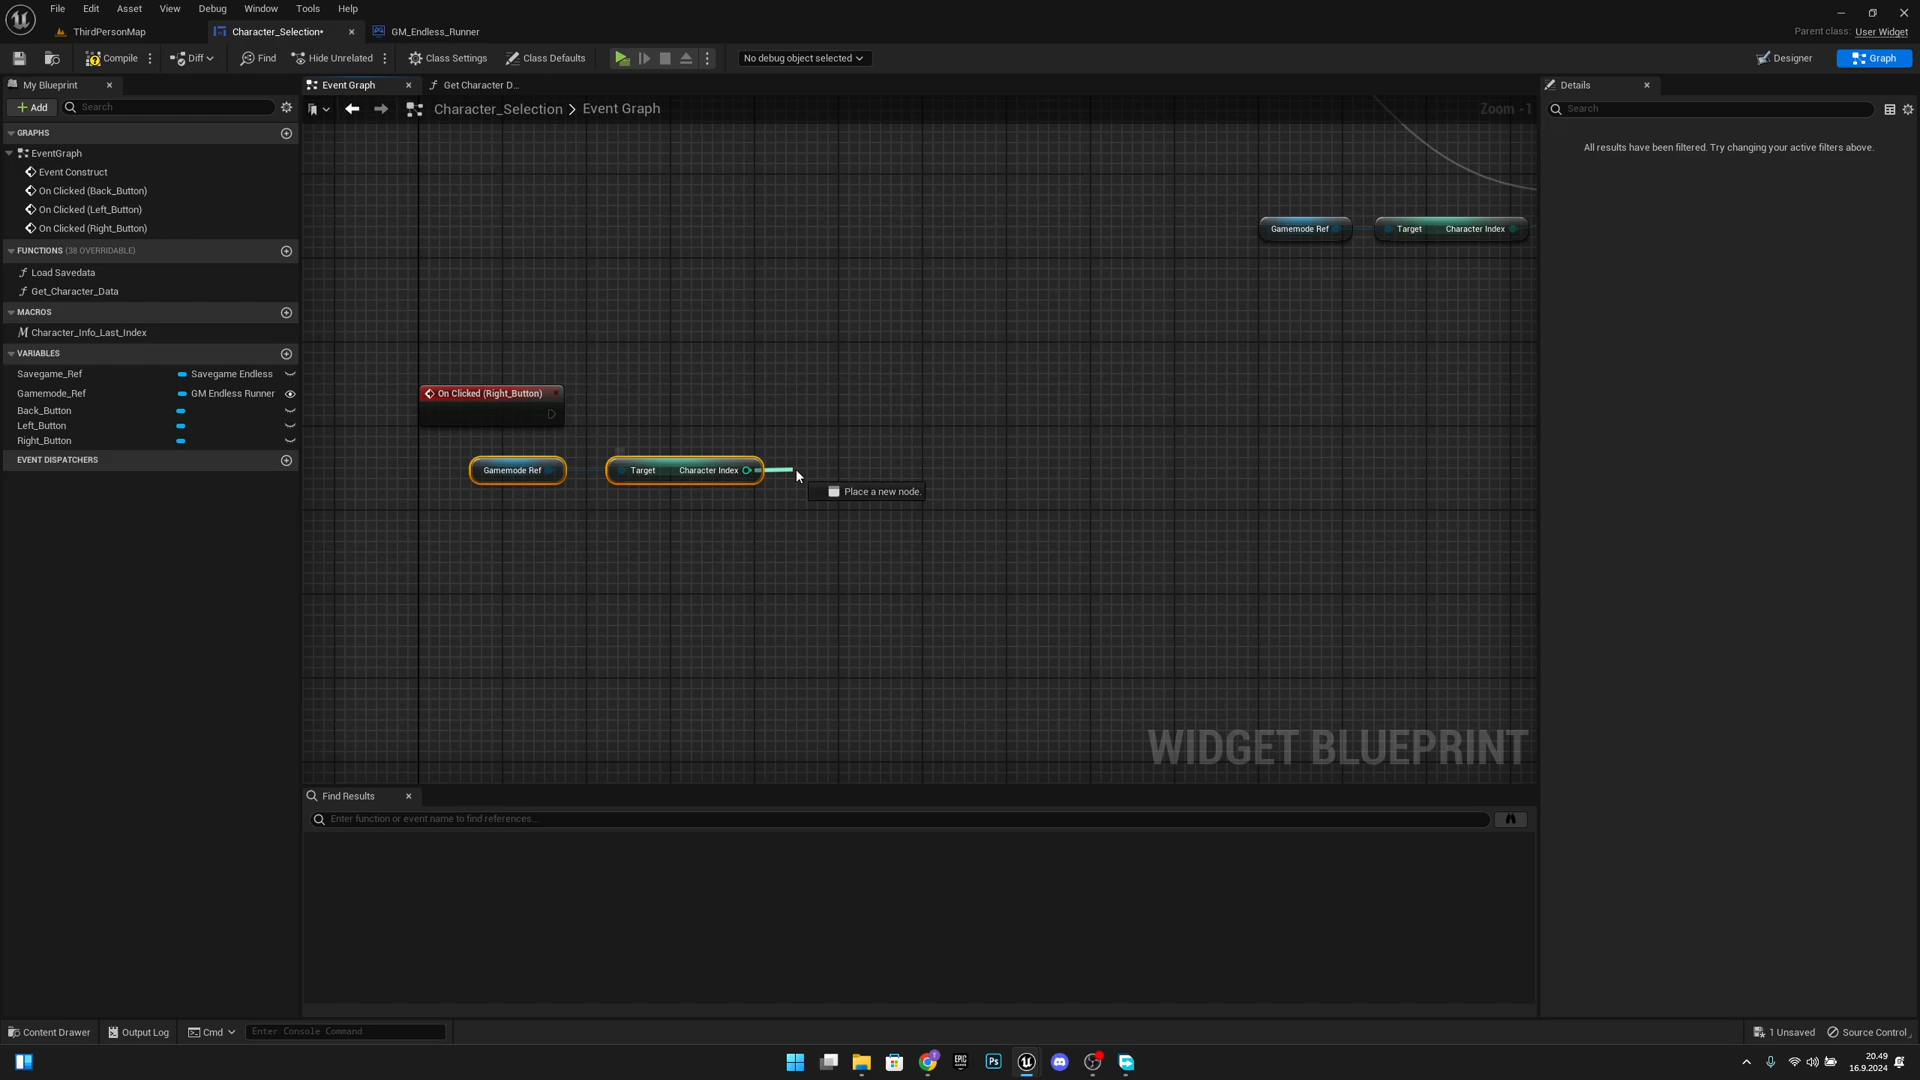 File Edit Asset View Debug Window Tools Help
ThirdPersonMap Character_Selection* GM_Endless_Runner
Parent class: User Widget
Compile Diff Find Hide Unrelated Class Settings Class Defaults No debug object selected Designer Graph
My Blueprint Event Graph Get Character D... Details
Add Search Character_Selection > Event Graph Zoom -1 Search
GRAPHS
All results have been filtered. Try changing your active filters above.
EventGraph
Event Construct
On Clicked (Back_Button)
On Clicked (Left_Button)
On Clicked (Right_Button)
Gamemode Ref Target Character Index
FUNCTIONS (38 OVERRIDABLE)
Load Savedata
Get_Character_Data
MACROS
Character_Info_Last_Index
VARIABLES
Savegame_Ref Savegame Endless
Gamemode_Ref GM Endless Runner
On Clicked (Right_Button)
Back_Button
Left_Button
Right_Button
EVENT DISPATCHERS
Gamemode Ref Target Character Index
Place a new node.
WIDGET BLUEPRINT
Find Results
Enter function or event name to find references...
Content Drawer Output Log Cmd Enter Console Command 1 Unsaved Source Control
Ps
20.49
16.9.2024